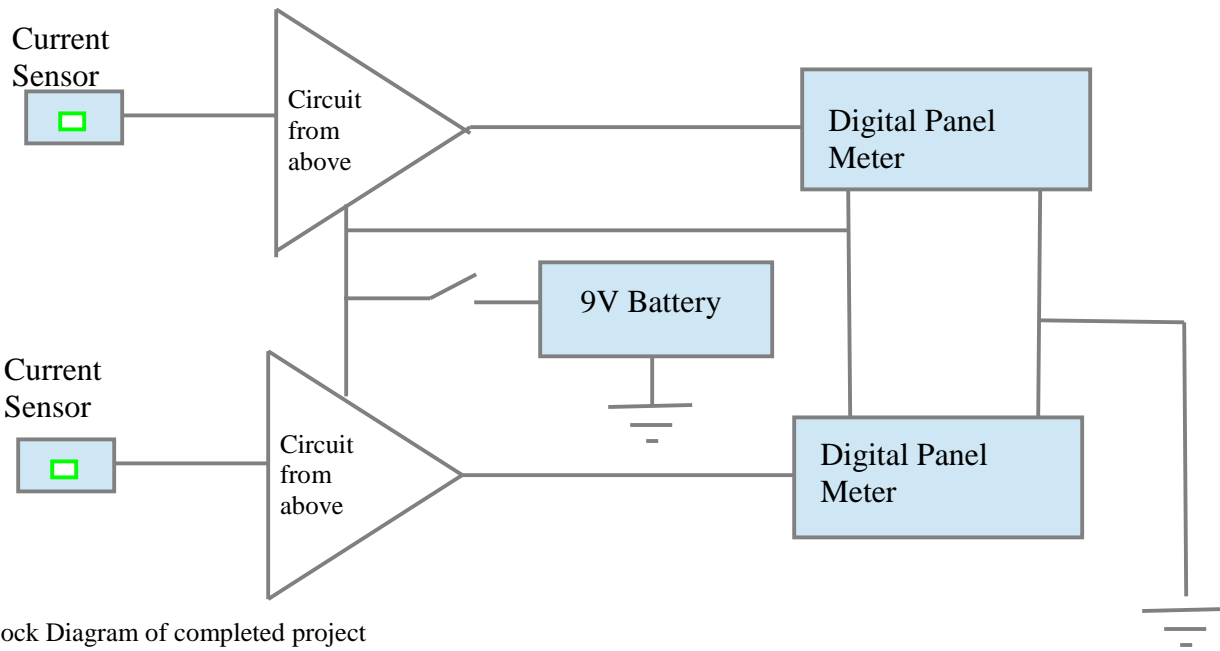 Current
Sensor
Circuit
from
above
Digital Panel
Meter
9V Battery
Current
Sensor
Circuit
from
above
Digital Panel
Meter
ock Diagram of completed project